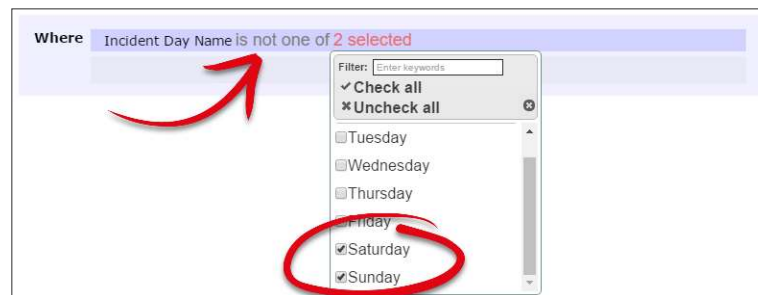 Where Incident Day Name is not one of 2 selected
Filter: Enter keywords
Check all
Uncheck all
Tuesday
Wednesday
Thursday
Friday
Saturday
Sunday